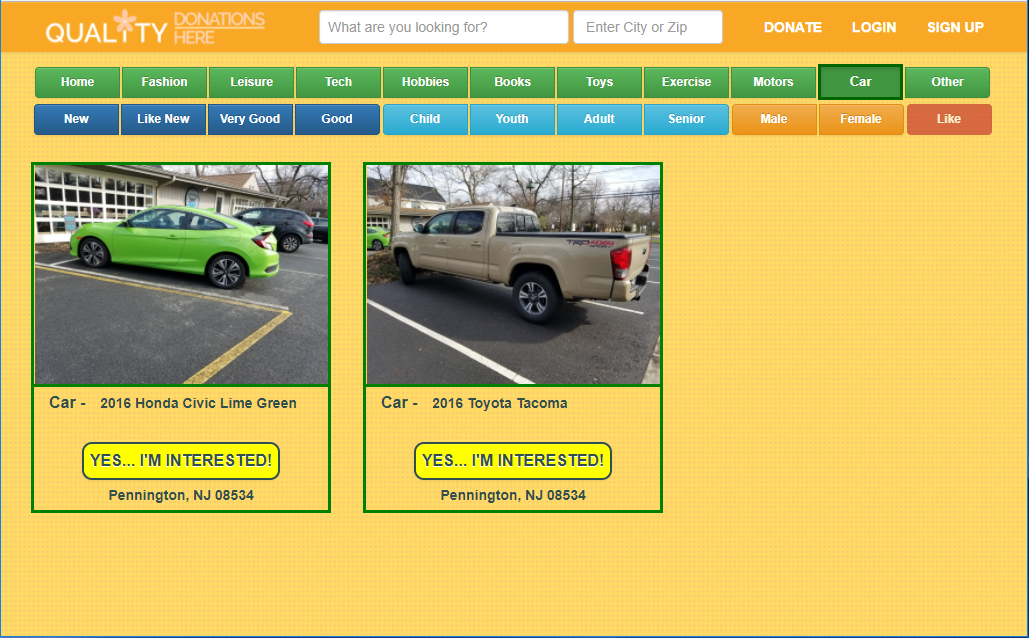 QUALITY DONATIONS HERE
What are you looking for? Enter City or Zip DONATE LOGIN SIGN UP
Home Fashion Leisure Tech Hobbies Books Toys Exercise Motors Car Other
New Like New Very Good Good Child Youth Adult Senior Male Female Like
TRD 4X4
Car - 2016 Honda Civic Lime Green
YES... I'M INTERESTED!
Pennington, NJ 08534
Car - 2016 Toyota Tacoma
YES... I'M INTERESTED!
Pennington, NJ 08534